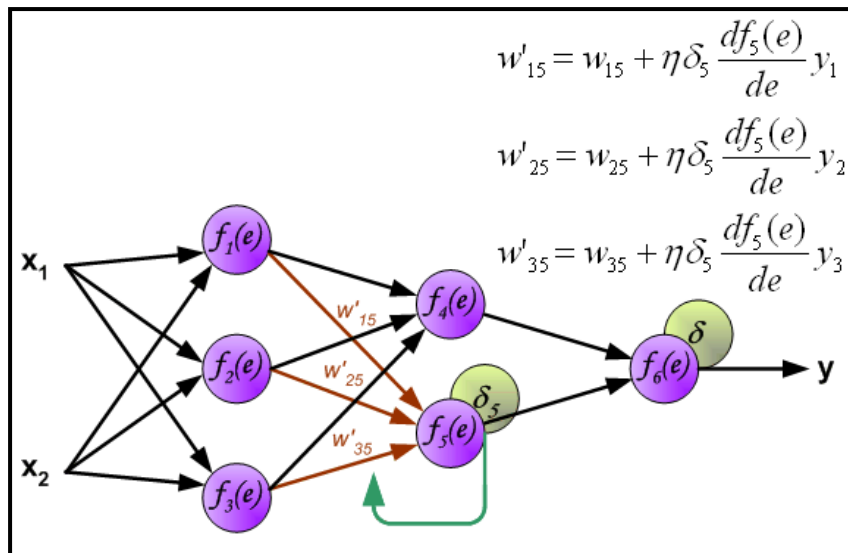 w'₁₅ = w₁₅ + ηδ₅ df₅(e)/de y₁
w'₂₅ = w₂₅ + ηδ₅ df₅(e)/de y₂
w'₃₅ = w₃₅ + ηδ₅ df₅(e)/de y₃
x₁
x₂
f₁(e)
f₂(e)
f₃(e)
w'₁₅
w'₂₅
w'₃₅
f₄(e)
f₅(e)
δ₅
f₆(e)
δ
y